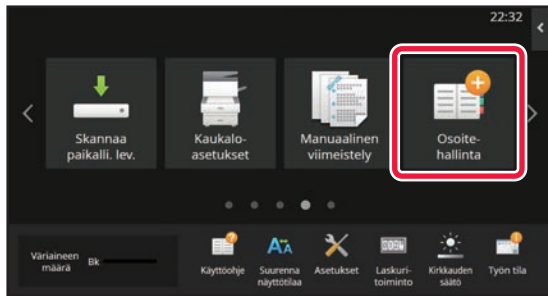 22:32
Skannaa
paikalli. lev.
Kaukalo-
asetukset
Manuaalinen
viimeistely
Osoite-
hallinta
Väriaineen
määrä
Bk
Käyttöohje
Suurenna
näyttötilaa
Asetukset
Laskuri-
toiminto
Kirkkauden
säätö
Työn tila